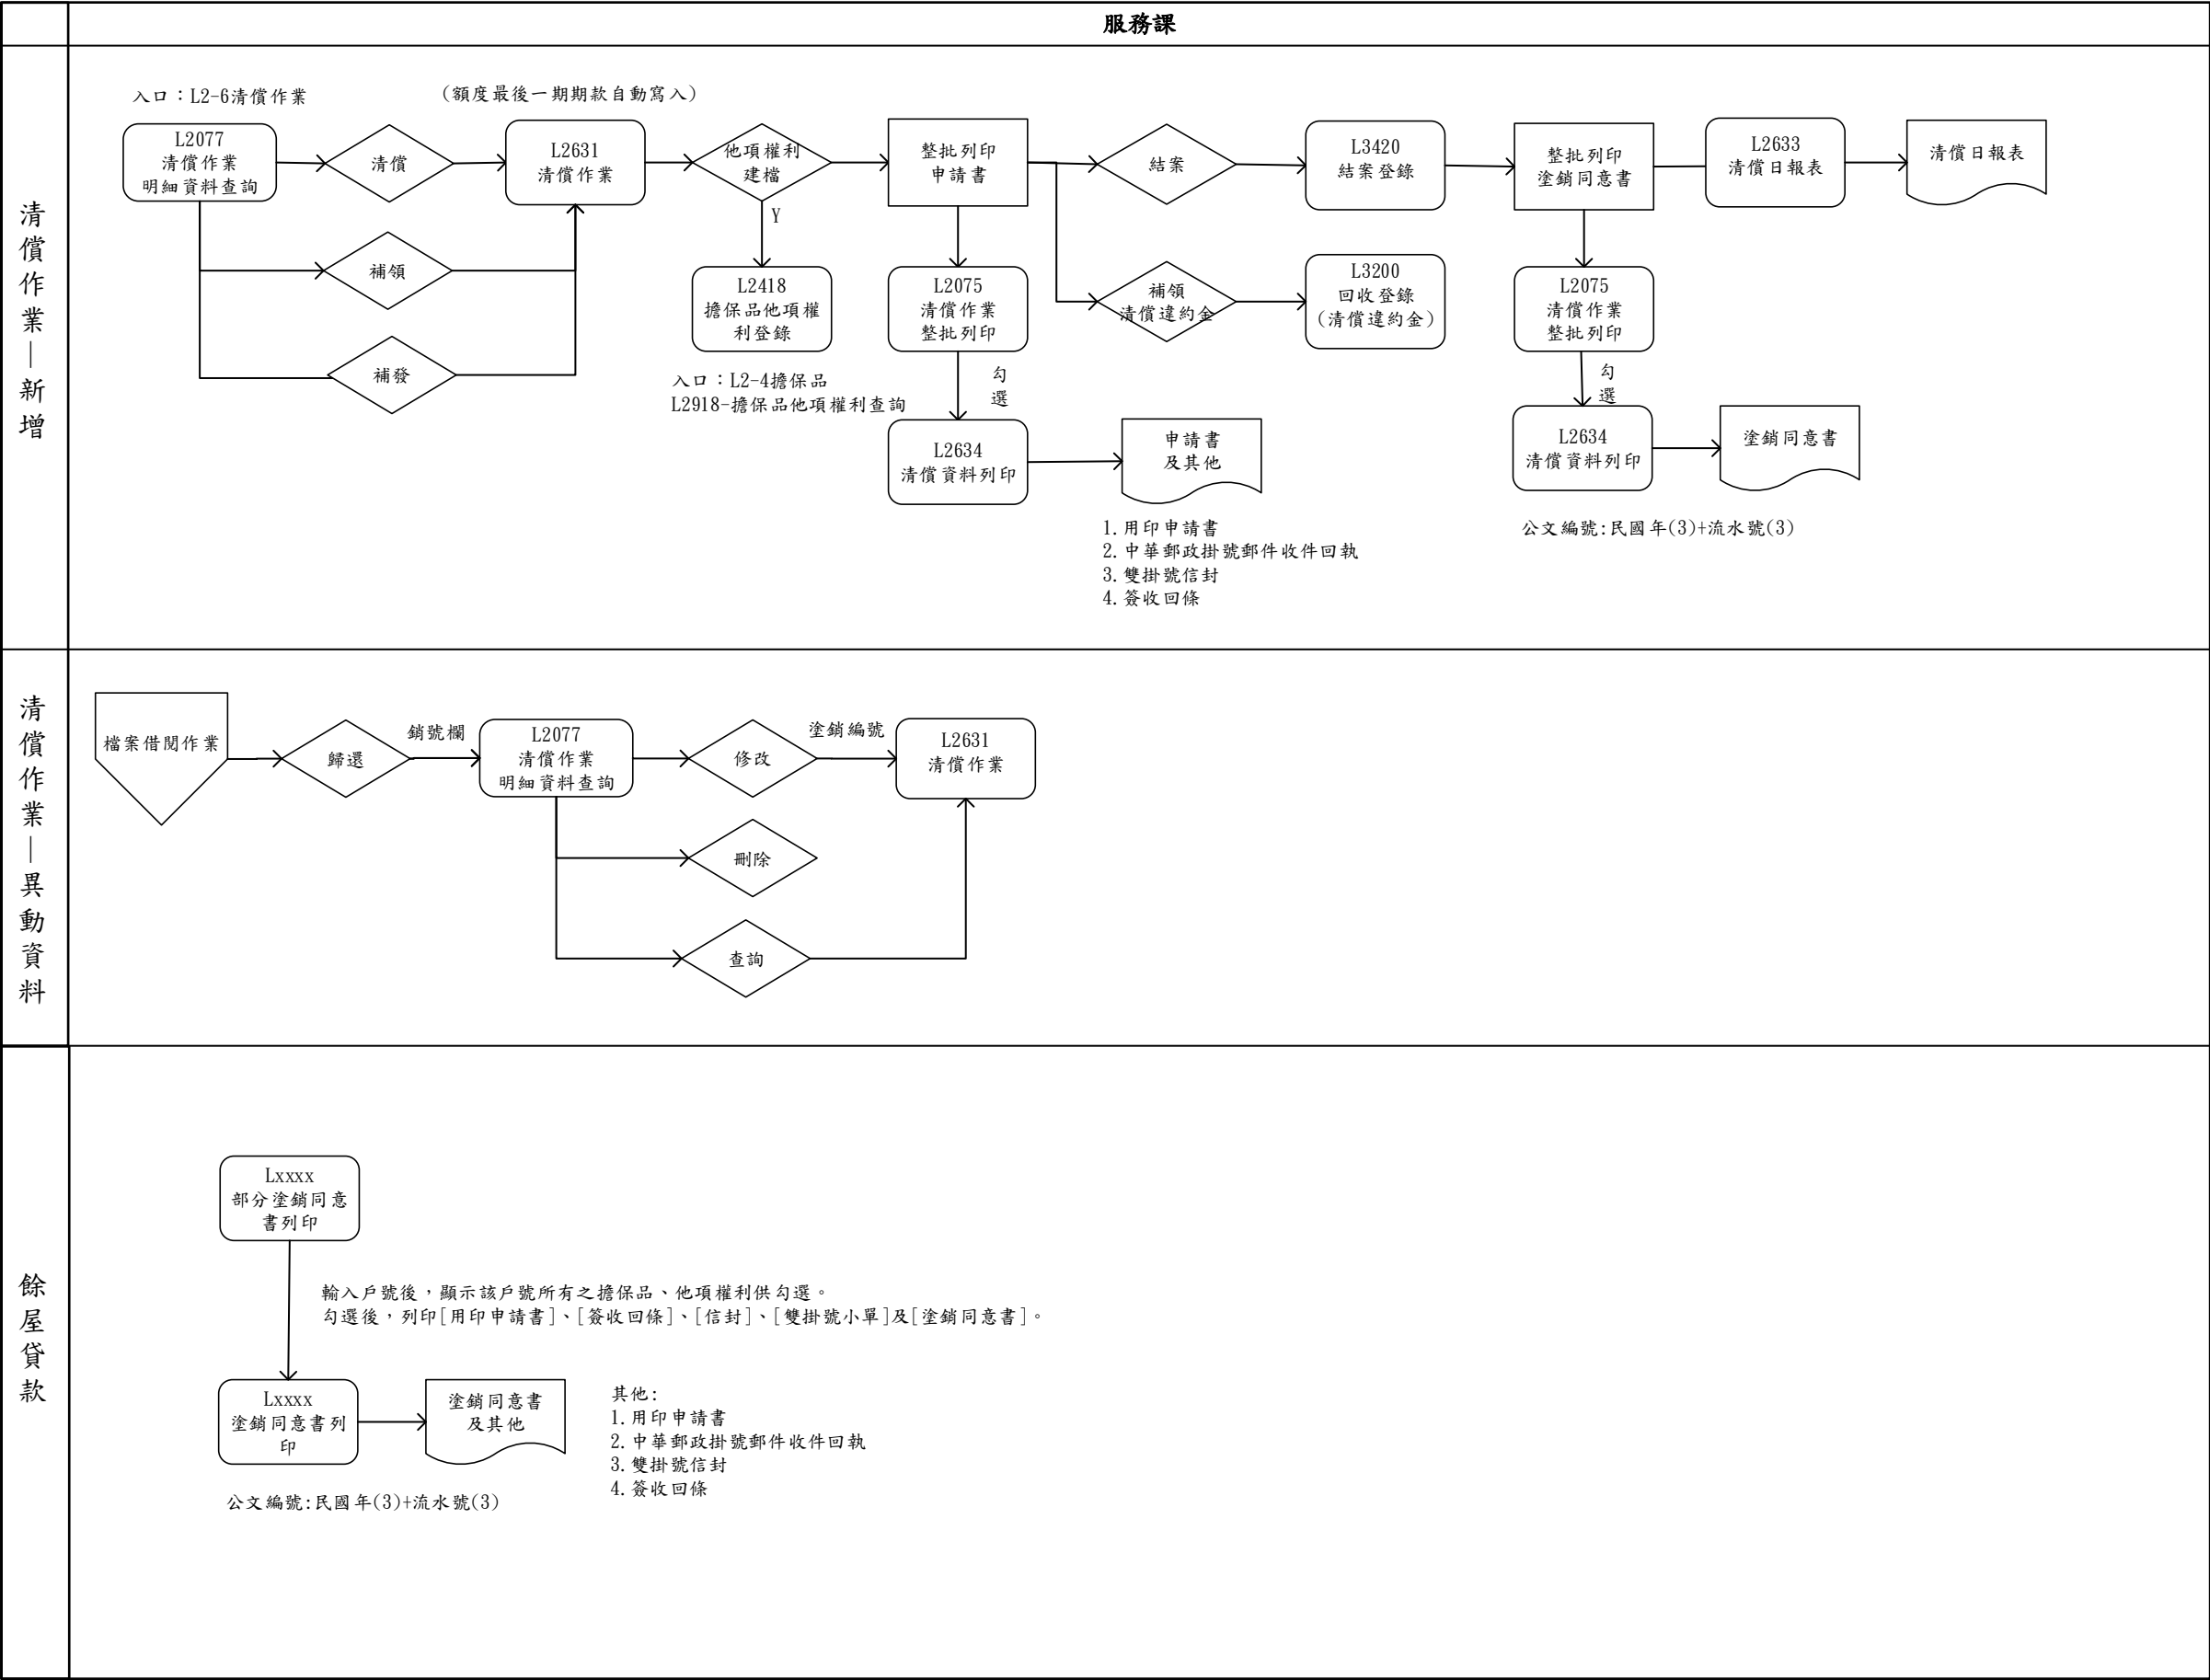 服務課
清償作業—新增
入口：L2-6清償作業
(額度最後一期期款自動寫入)
L2077
清償作業
明細資料查詢
清償
補領
補發
L2631
清償作業
他項權利
建檔
Y
L2418
擔保品他項權
利登錄
入口：L2-4擔保品
L2918-擔保品他項權利查詢
整批列印
申請書
L2075
清償作業
整批列印
勾
選
L2634
清償資料列印
申請書
及其他
1.用印申請書
2.中華郵政掛號郵件收件回執
3.雙掛號信封
4.簽收回條
結案
L3420
結案登錄
補領
清償違約金
L3200
回收登錄
(清償違約金)
整批列印
塗銷同意書
L2075
清償作業
整批列印
勾
選
L2634
清償資料列印
塗銷同意書
公文編號:民國年(3)+流水號(3)
L2633
清償日報表
清償日報表
清償作業—異動資料
檔案借閱作業
歸還
銷號欄
L2077
清償作業
明細資料查詢
修改
刪除
查詢
塗銷編號
L2631
清償作業
餘屋貸款
Lxxxx
部分塗銷同意
書列印
輸入戶號後，顯示該戶號所有之擔保品、他項權利供勾選。
勾選後，列印[用印申請書]、[簽收回條]、[信封]、[雙掛號小單]及[塗銷同意書]。
Lxxxx
塗銷同意書列
印
塗銷同意書
及其他
其他:
1.用印申請書
2.中華郵政掛號郵件收件回執
3.雙掛號信封
4.簽收回條
公文編號:民國年(3)+流水號(3)